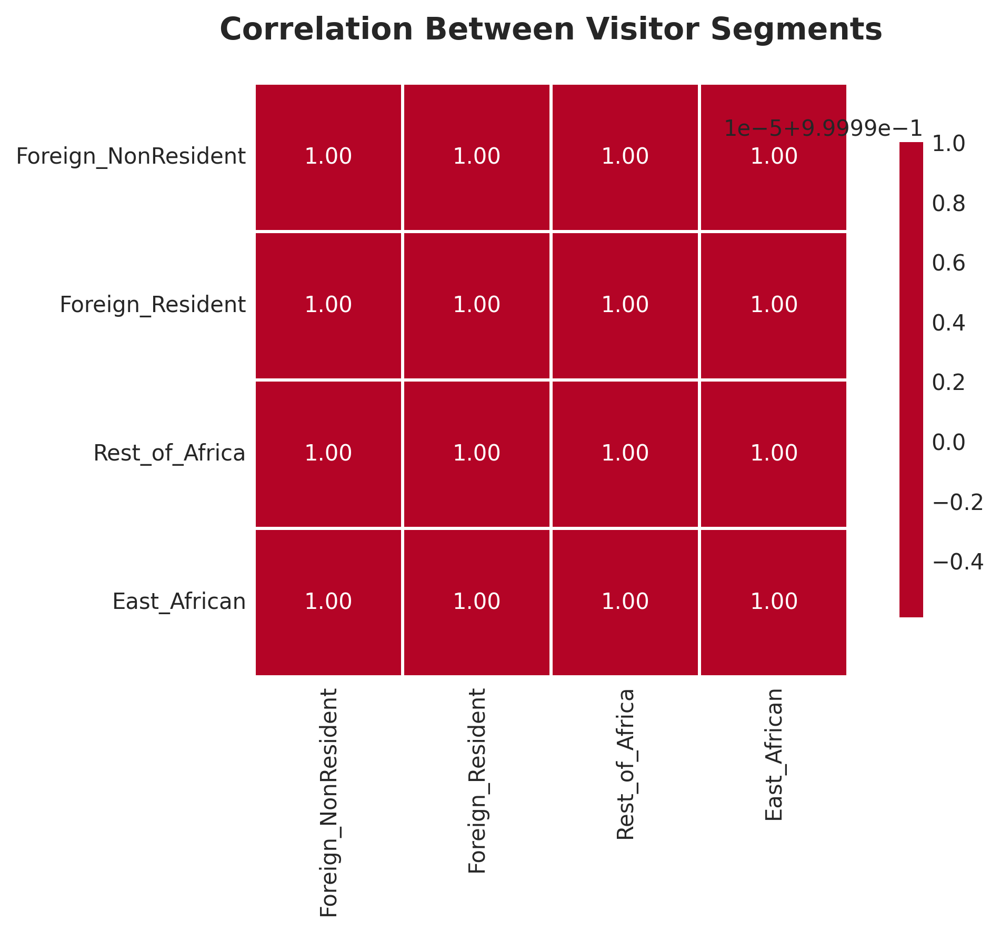 Correlation Between Visitor Segments
1e−5+9.9999e−1
Foreign_NonResident 1.00 1.00 1.00 1.00
Foreign_Resident 1.00 1.00 1.00 1.00
Rest_of_Africa 1.00 1.00 1.00 1.00
East_African 1.00 1.00 1.00 1.00
1.0
0.8
0.6
0.4
0.2
0.0
−0.2
−0.4
Foreign_NonResident
Foreign_Resident
Rest_of_Africa
East_African